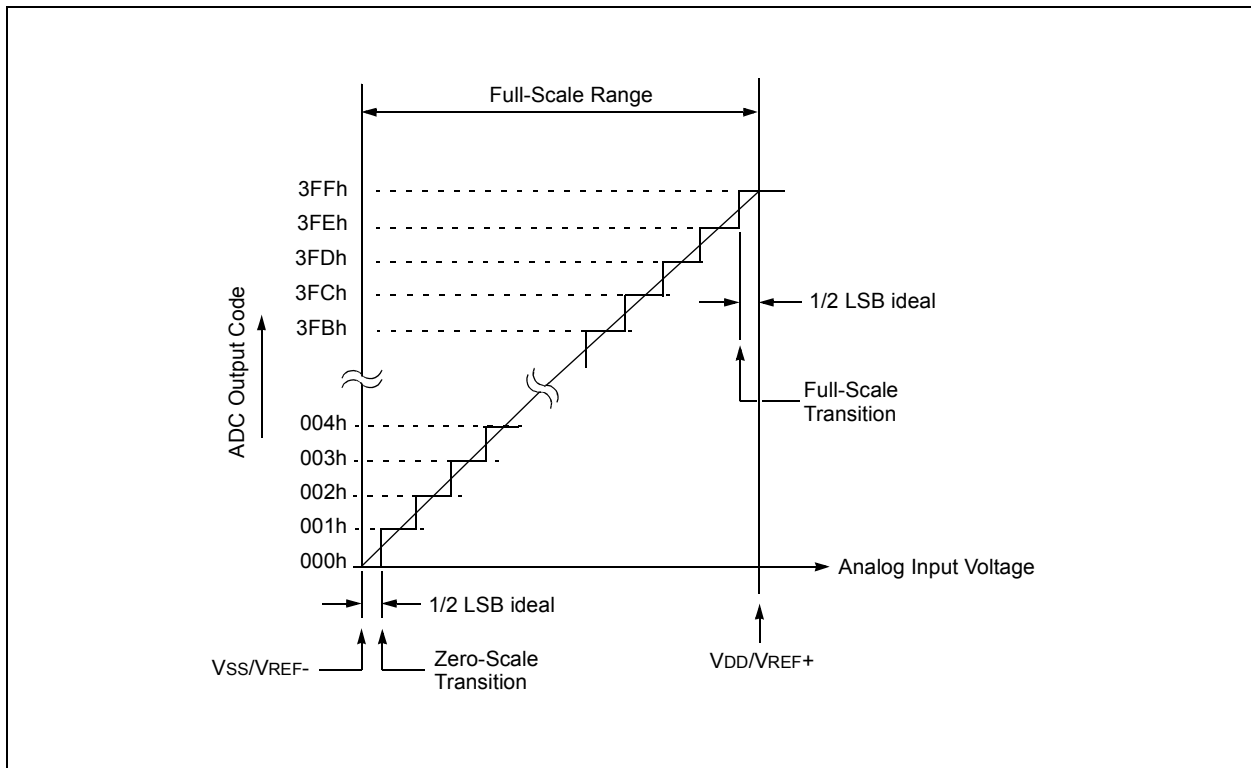 Full-Scale Range
3FFh
3FEh
3FDh
3FCh
3FBh
1/2 LSB ideal
ADC Output Code
Full-Scale
Transition
004h
003h
002h
001h
000h
Analog Input Voltage
1/2 LSB ideal
VSS/VREF-
Zero-Scale
Transition
VDD/VREF+